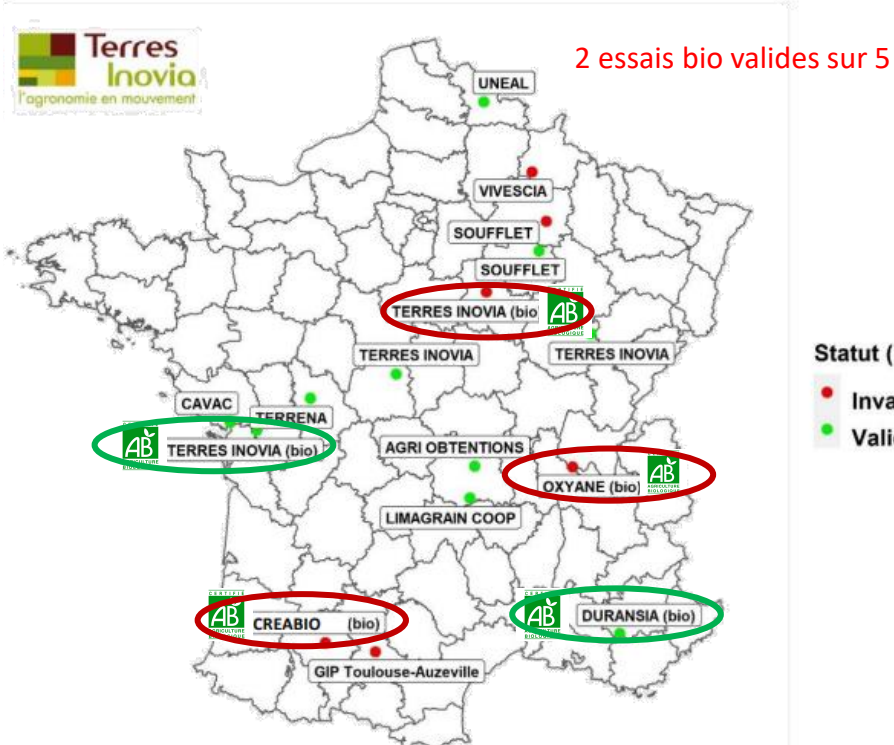 Terres
Inovia
l'agronomie en mouvement
2 essais bio valides sur 5
UNEAL
VIVESCIA
SOUFFLET
SOUFFLET
TERRES INOVIA (bio
AB
TERRES INOVIA
TERRES INOVIA
CAVAC
TERRENA
AB
TERRES INOVIA (bio)
AGRI OBTENTIONS
OXYANE (bio)
AB
LIMAGRAIN COOP
AB
CREABIO (bio)
AB
DURANSIA (bio)
GIP Toulouse-Auzeville
Statut (
Inva
Vali